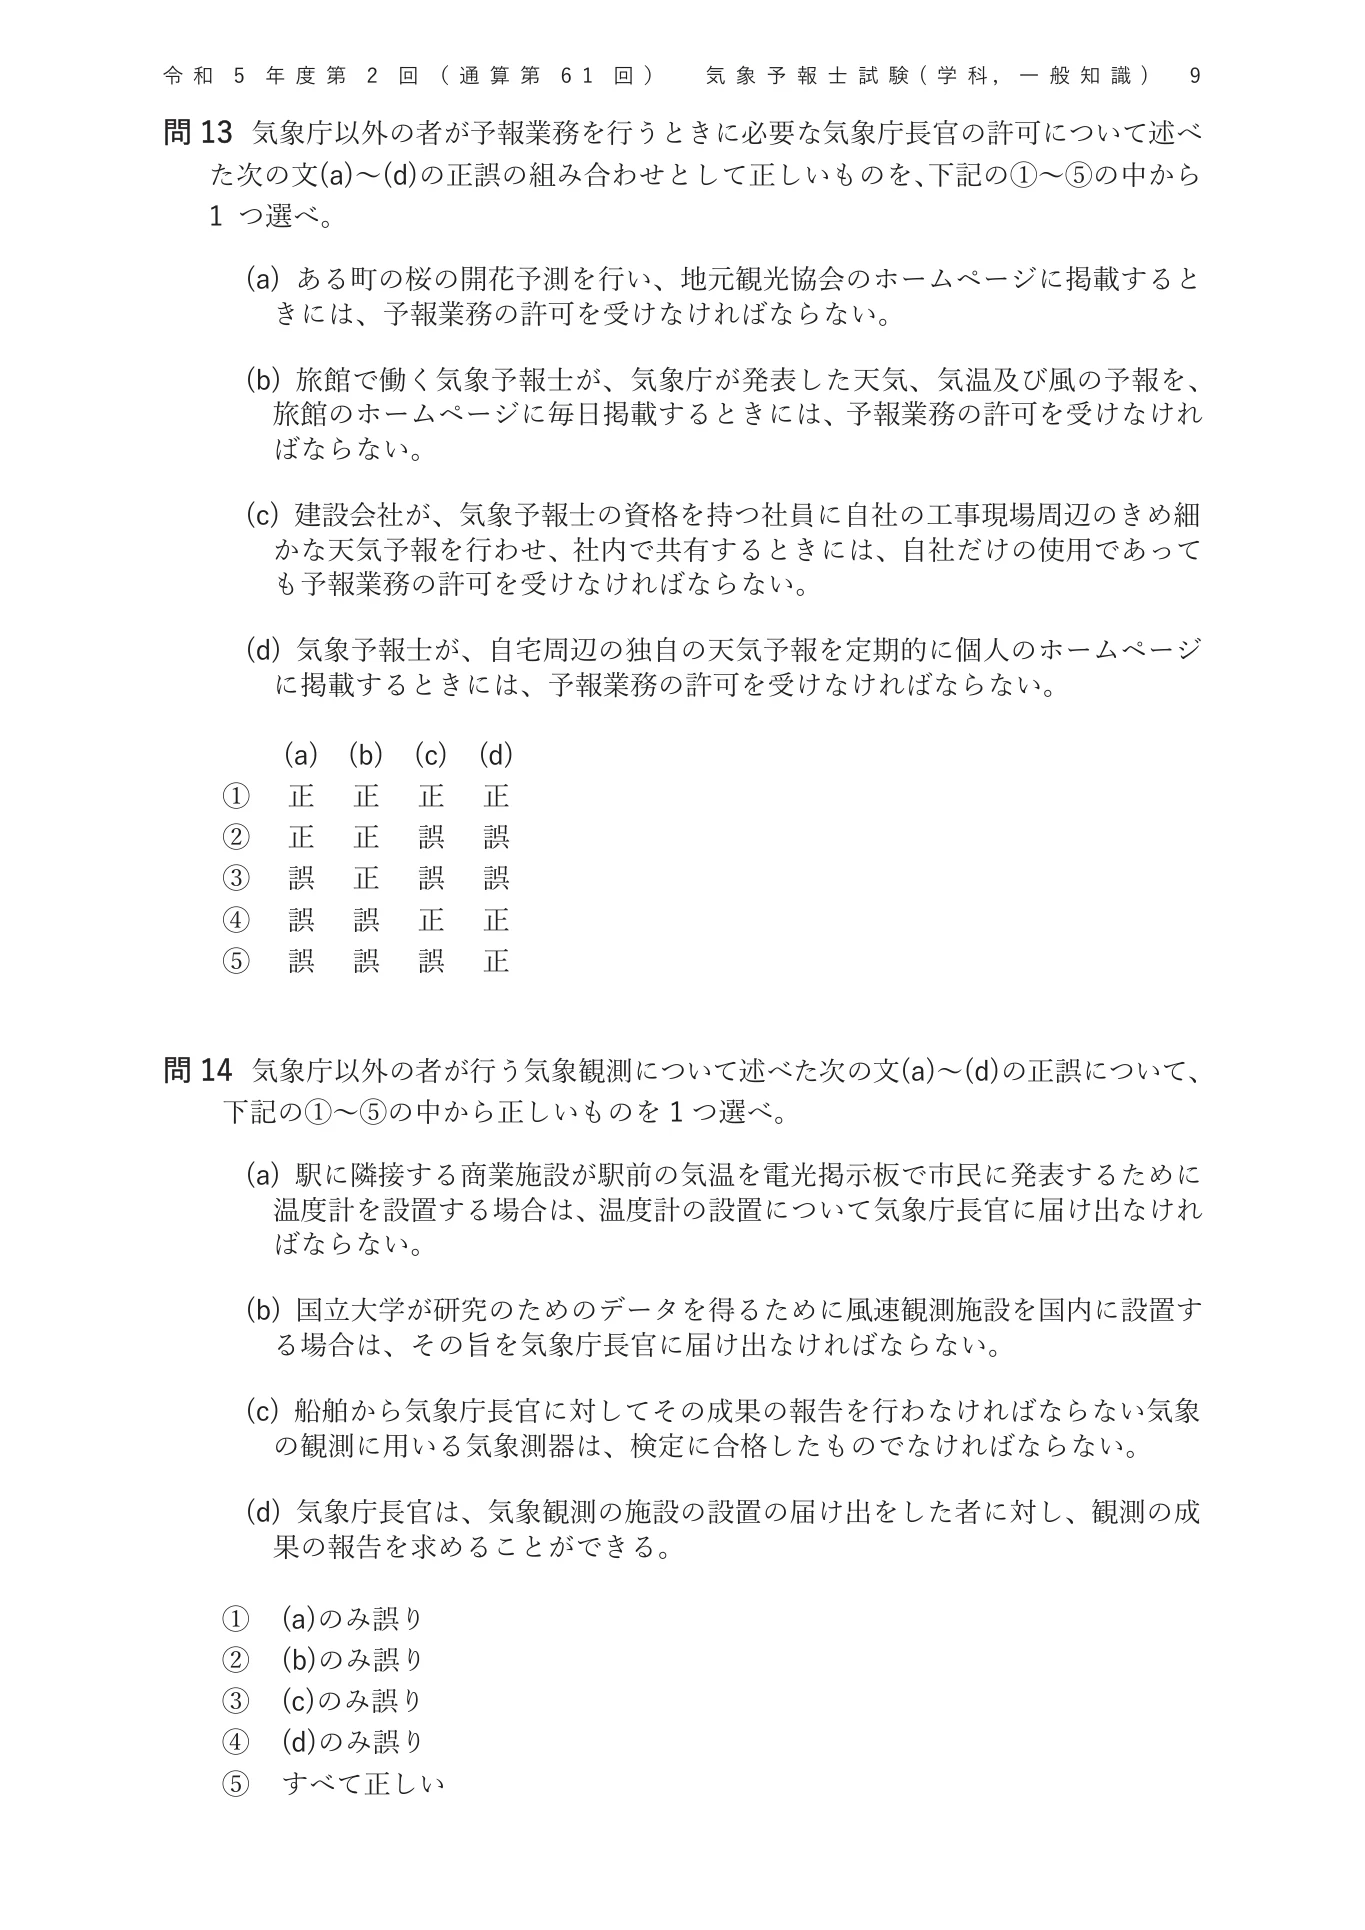 令和5年度第2回（通算第61回） 気象予報士試験(学科, 一般知識) 9
問13 気象庁以外の者が予報業務を行うときに必要な気象庁長官の許可について述べ
た次の文(a)～(d)の正誤の組み合わせとして正しいものを、下記の①～⑤の中から
1 つ選べ。
(a) ある町の桜の開花予測を行い、地元観光協会のホームページに掲載すると
きには、予報業務の許可を受けなければならない。
(b) 旅館で働く気象予報士が、気象庁が発表した天気、気温及び風の予報を、
旅館のホームページに毎日掲載するときには、予報業務の許可を受けなけれ
ばならない。
(c) 建設会社が、気象予報士の資格を持つ社員に自社の工事現場周辺のきめ細
かな天気予報を行わせ、社内で共有するときには、自社だけの使用であって
も予報業務の許可を受けなければならない。
(d) 気象予報士が、自宅周辺の独自の天気予報を定期的に個人のホームページ
に掲載するときには、予報業務の許可を受けなければならない。
(a) (b) (c) (d)
① 正 正 正 正
② 正 正 誤 誤
③ 誤 正 誤 誤
④ 誤 誤 正 正
⑤ 誤 誤 誤 正
問14 気象庁以外の者が行う気象観測について述べた次の文(a)～(d)の正誤について、
下記の①～⑤の中から正しいものを 1 つ選べ。
(a) 駅に隣接する商業施設が駅前の気温を電光掲示板で市民に発表するために
温度計を設置する場合は、温度計の設置について気象庁長官に届け出なけれ
ばならない。
(b) 国立大学が研究のためのデータを得るために風速観測施設を国内に設置す
る場合は、その旨を気象庁長官に届け出なければならない。
(c) 船舶から気象庁長官に対してその成果の報告を行わなければならない気象
の観測に用いる気象測器は、検定に合格したものでなければならない。
(d) 気象庁長官は、気象観測の施設の設置の届け出をした者に対し、観測の成
果の報告を求めることができる。
① (a)のみ誤り
② (b)のみ誤り
③ (c)のみ誤り
④ (d)のみ誤り
⑤ すべて正しい